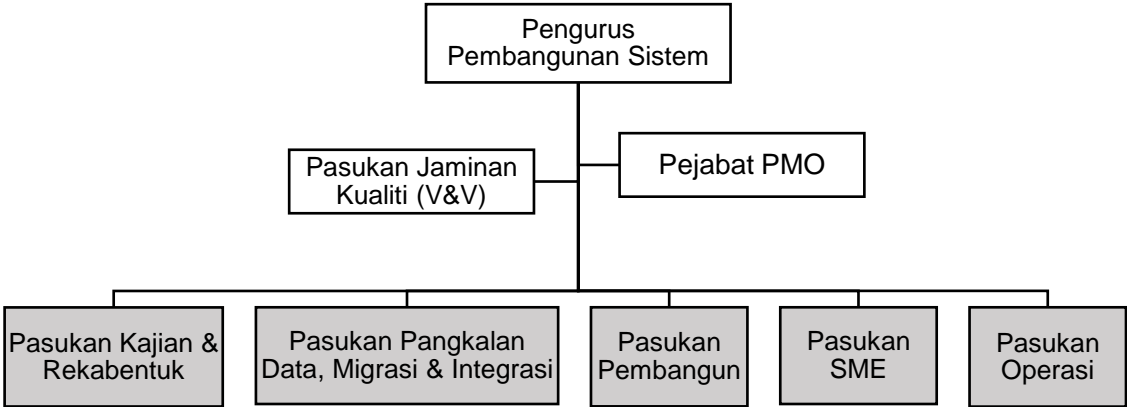 Pengurus
Pembangunan Sistem
Pejabat PMO
Pasukan Jaminan
Kualiti (V&V)
Pasukan Kajian &
Rekabentuk
Pasukan Pangkalan
Data, Migrasi & Integrasi
Pasukan
Pembangun
Pasukan
SME
Pasukan
Operasi